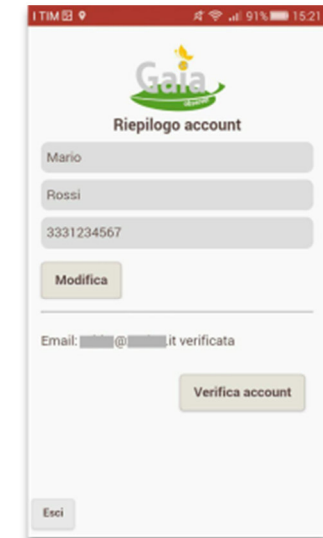 I TIM 91% 15:21
Gaia
Riepilogo account
Mario
Rossi
3331234567
Modifica
Email: @ .it verificata
Verifica account
Esci